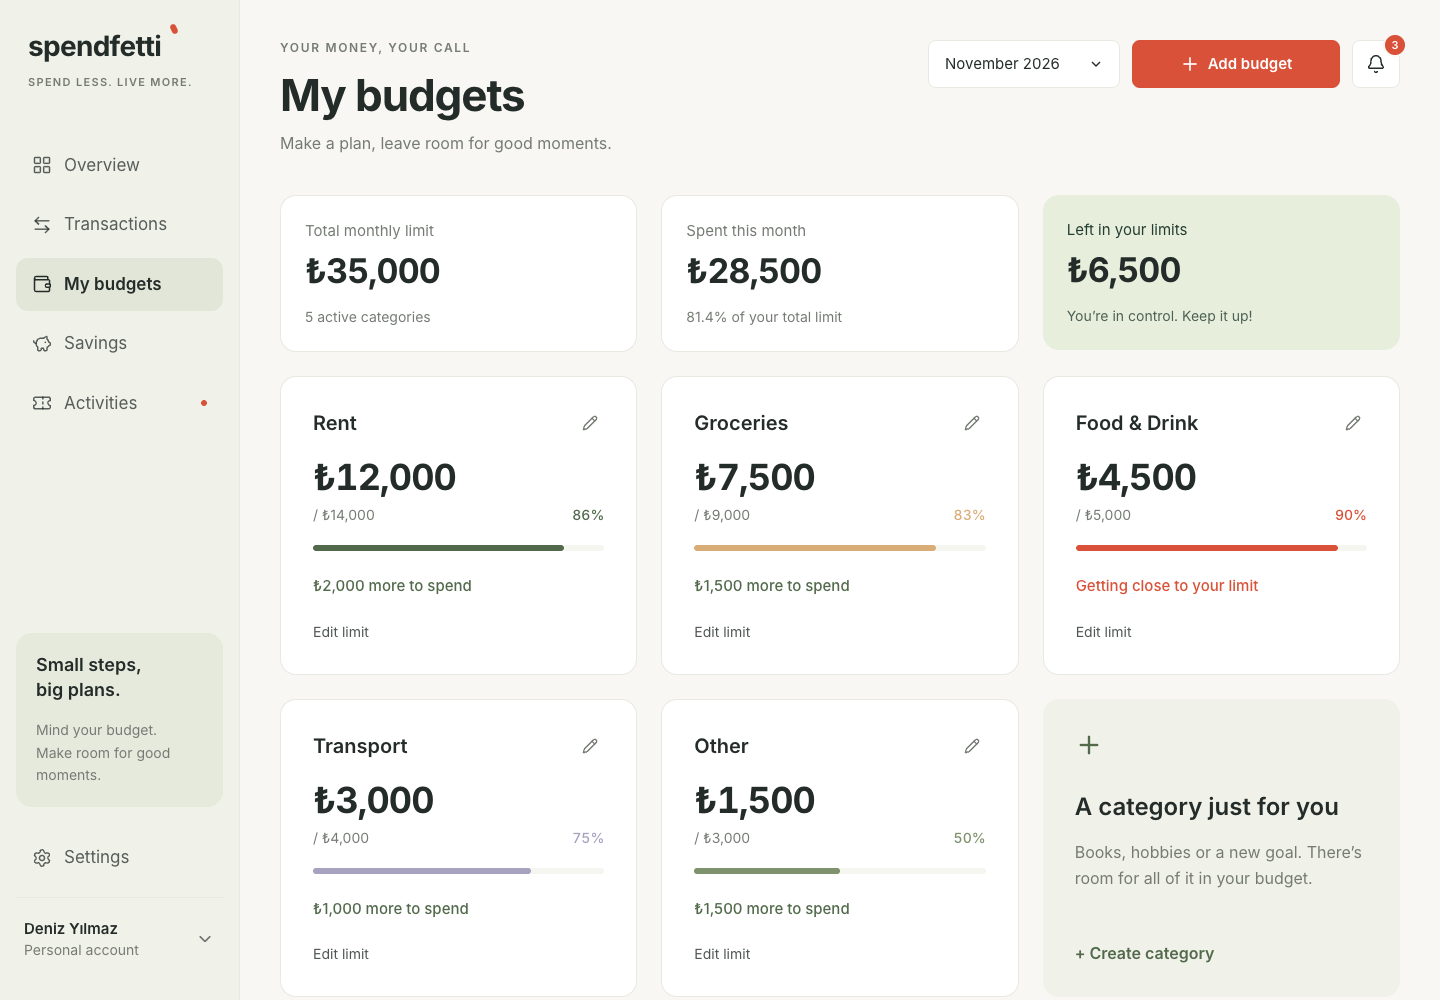 spendfetti
SPEND LESS. LIVE MORE.
Overview
Transactions
My budgets
Savings
Activities
Small steps,
big plans.
Mind your budget.
Make room for good
moments.
Settings
Deniz Yılmaz
Personal account
YOUR MONEY, YOUR CALL
My budgets
Make a plan, leave room for good moments.
November 2026
Add budget
3
Total monthly limit
₺35,000
5 active categories
Spent this month
₺28,500
81.4% of your total limit
Left in your limits
₺6,500
You’re in control. Keep it up!
Rent
₺12,000
/ ₺14,000 86%
₺2,000 more to spend
Edit limit
Groceries
₺7,500
/ ₺9,000 83%
₺1,500 more to spend
Edit limit
Food & Drink
₺4,500
/ ₺5,000 90%
Getting close to your limit
Edit limit
Transport
₺3,000
/ ₺4,000 75%
₺1,000 more to spend
Edit limit
Other
₺1,500
/ ₺3,000 50%
₺1,500 more to spend
Edit limit
A category just for you
Books, hobbies or a new goal. There’s
room for all of it in your budget.
+ Create category